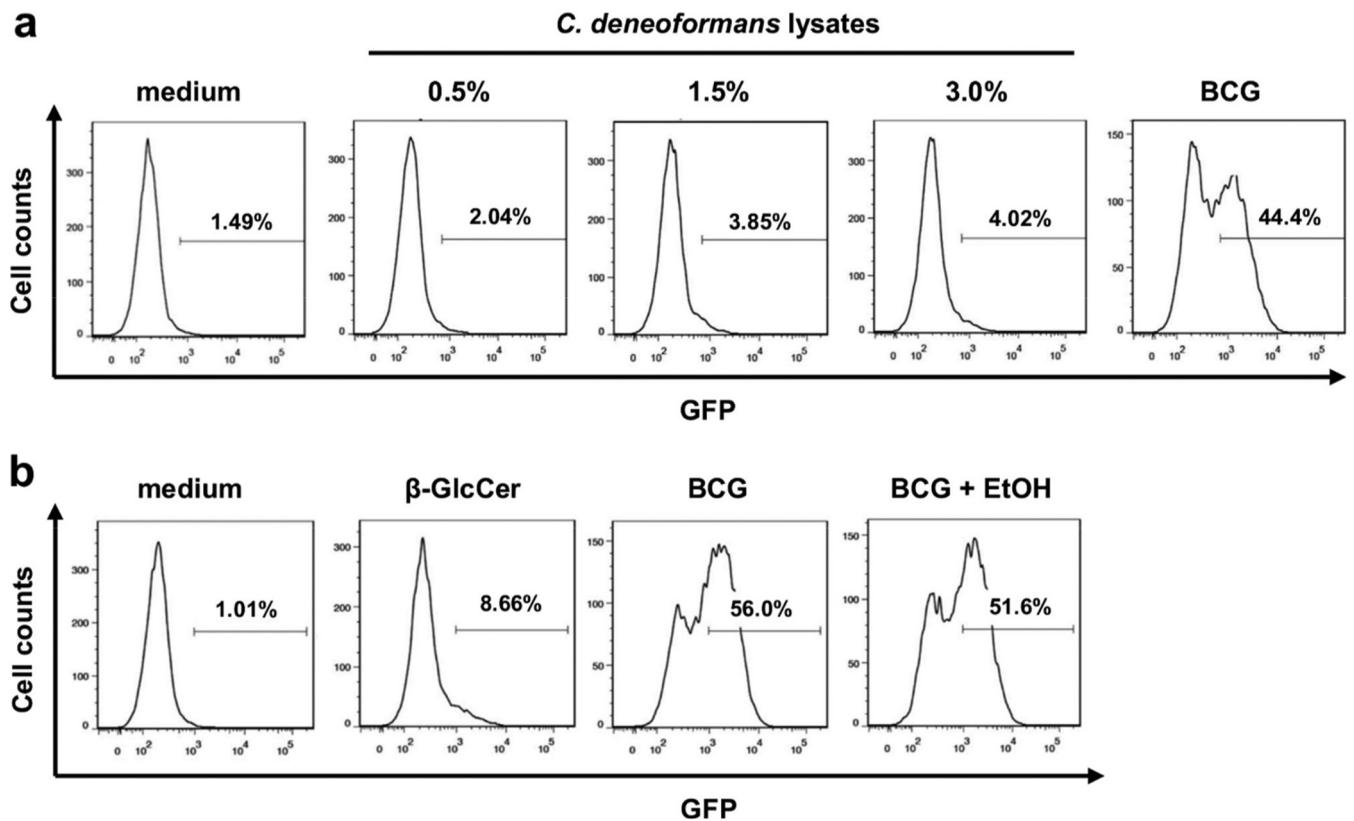 a
C. deneoformans lysates
medium 0.5% 1.5% 3.0% BCG
Cell counts
300 200 100 0
1.49%
0 10² 10³ 10⁴ 10⁵
300 200 100 0
2.04%
0 10² 10³ 10⁴ 10⁵
300 200 100 0
3.85%
0 10² 10³ 10⁴ 10⁵
300 200 100 0
4.02%
0 10² 10³ 10⁴ 10⁵
150 100 50 0
44.4%
0 10² 10³ 10⁴ 10⁵
GFP
b
medium β-GlcCer BCG BCG + EtOH
Cell counts
300 200 100 0
1.01%
0 10² 10³ 10⁴ 10⁵
300 200 100 0
8.66%
0 10² 10³ 10⁴ 10⁵
150 100 50 0
56.0%
0 10² 10³ 10⁴ 10⁵
150 100 50 0
51.6%
0 10² 10³ 10⁴ 10⁵
GFP